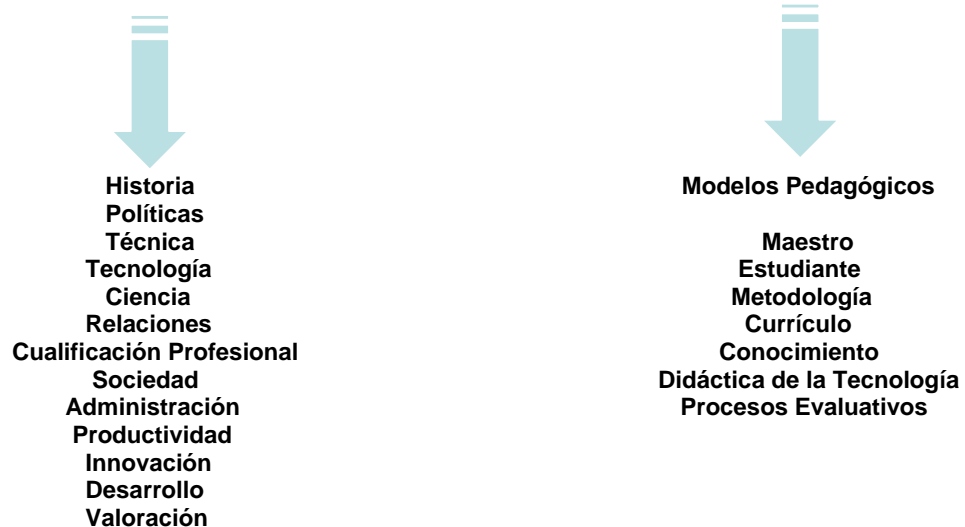 Historia
Políticas
Técnica
Tecnología
Ciencia
Relaciones
Cualificación Profesional
Sociedad
Administración
Productividad
Innovación
Desarrollo
Valoración
Modelos Pedagógicos
Maestro
Estudiante
Metodología
Currículo
Conocimiento
Didáctica de la Tecnología
Procesos Evaluativos